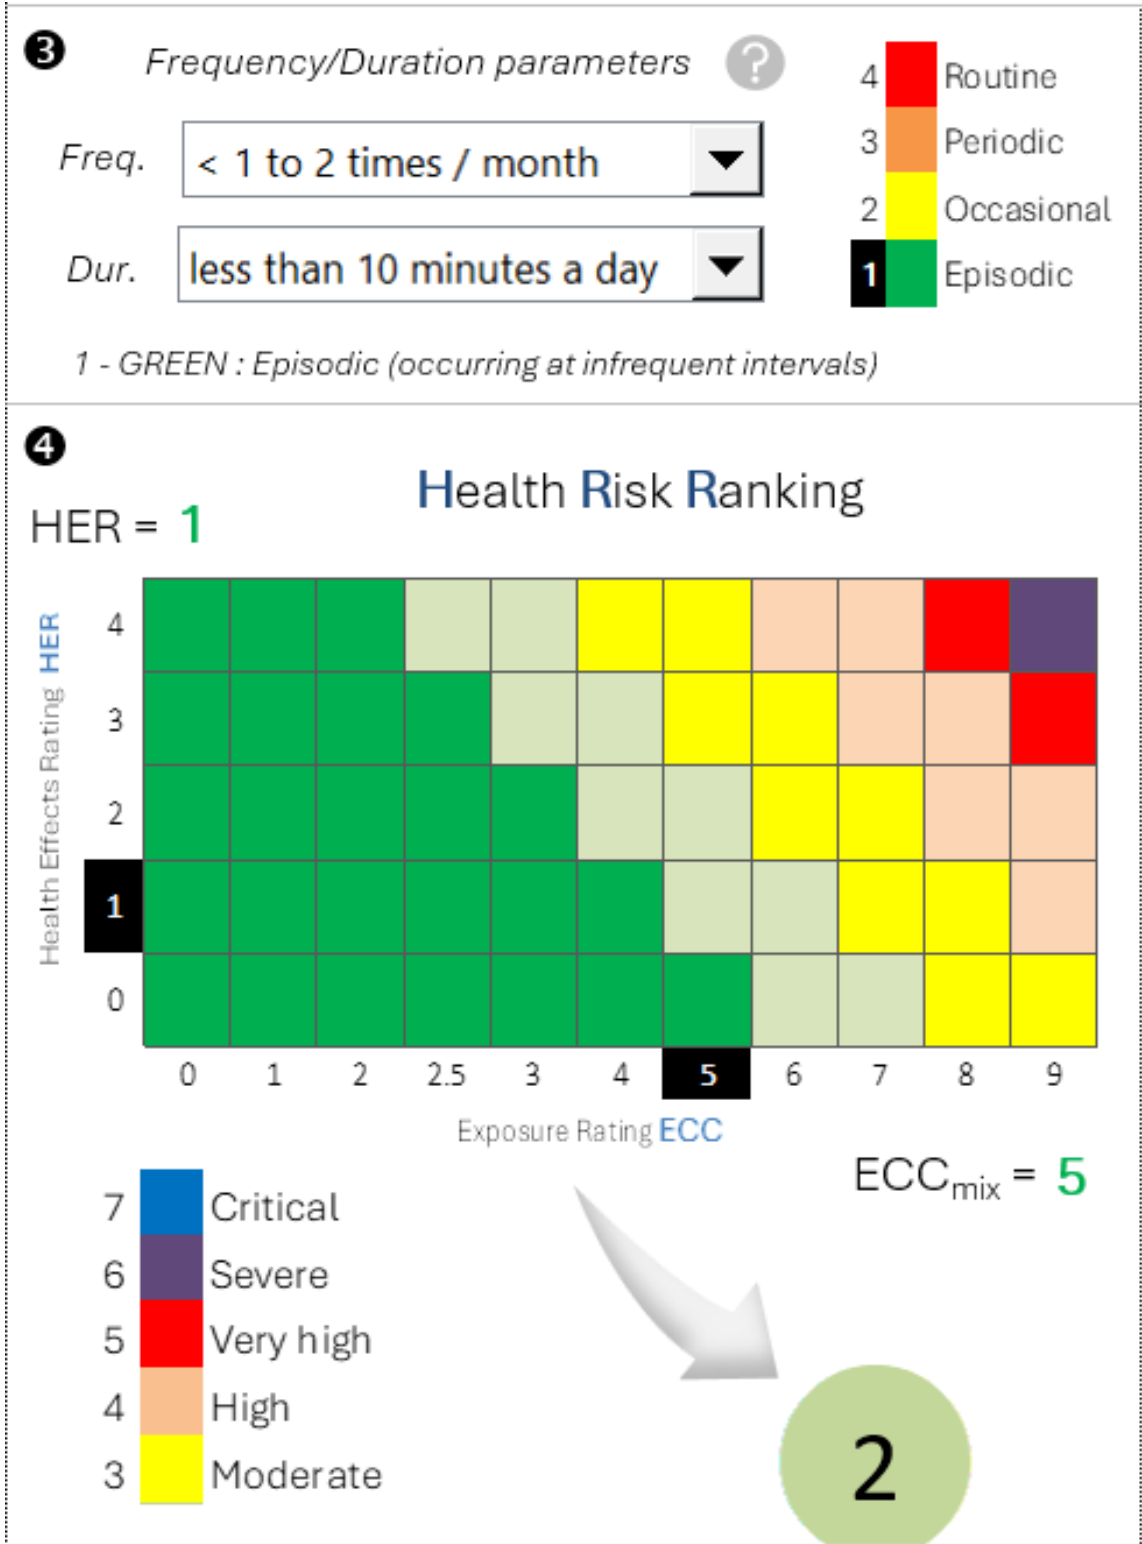 ❸ Frequency/Duration parameters ?
4 Routine
3 Periodic
2 Occasional
1 Episodic
Freq. < 1 to 2 times / month
Dur. less than 10 minutes a day
1 - GREEN : Episodic (occurring at infrequent intervals)
❹
Health Risk Ranking
HER = 1
Health Effects Rating HER
4
3
2
1
0
0 1 2 2.5 3 4 5 6 7 8 9
Exposure Rating ECC
ECCmix = 5
7 Critical
6 Severe
5 Very high
4 High
3 Moderate
2